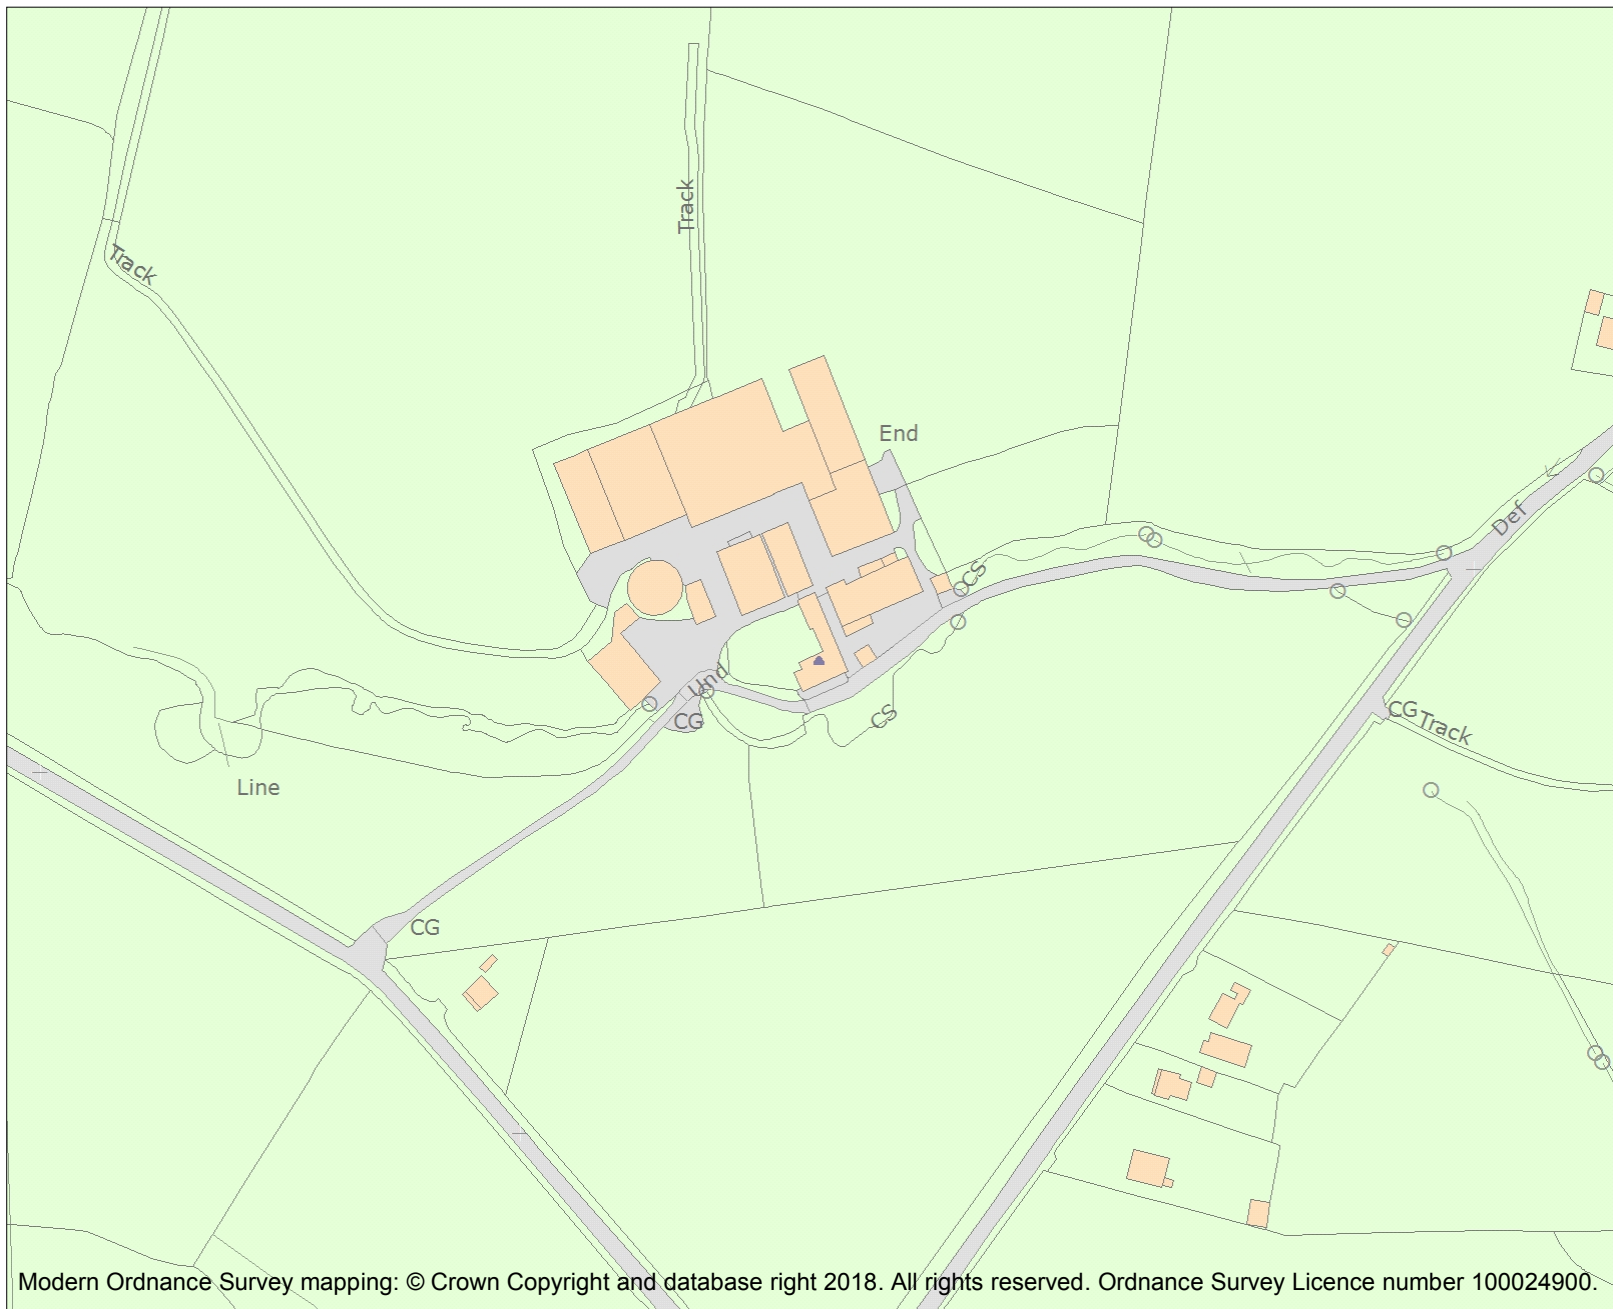 Track
Track
End
Def
CS
Und
CG
CS
CG
Track
Line
CG
Modern Ordnance Survey mapping: © Crown Copyright and database right 2018. All rights reserved. Ordnance Survey Licence number 100024900.